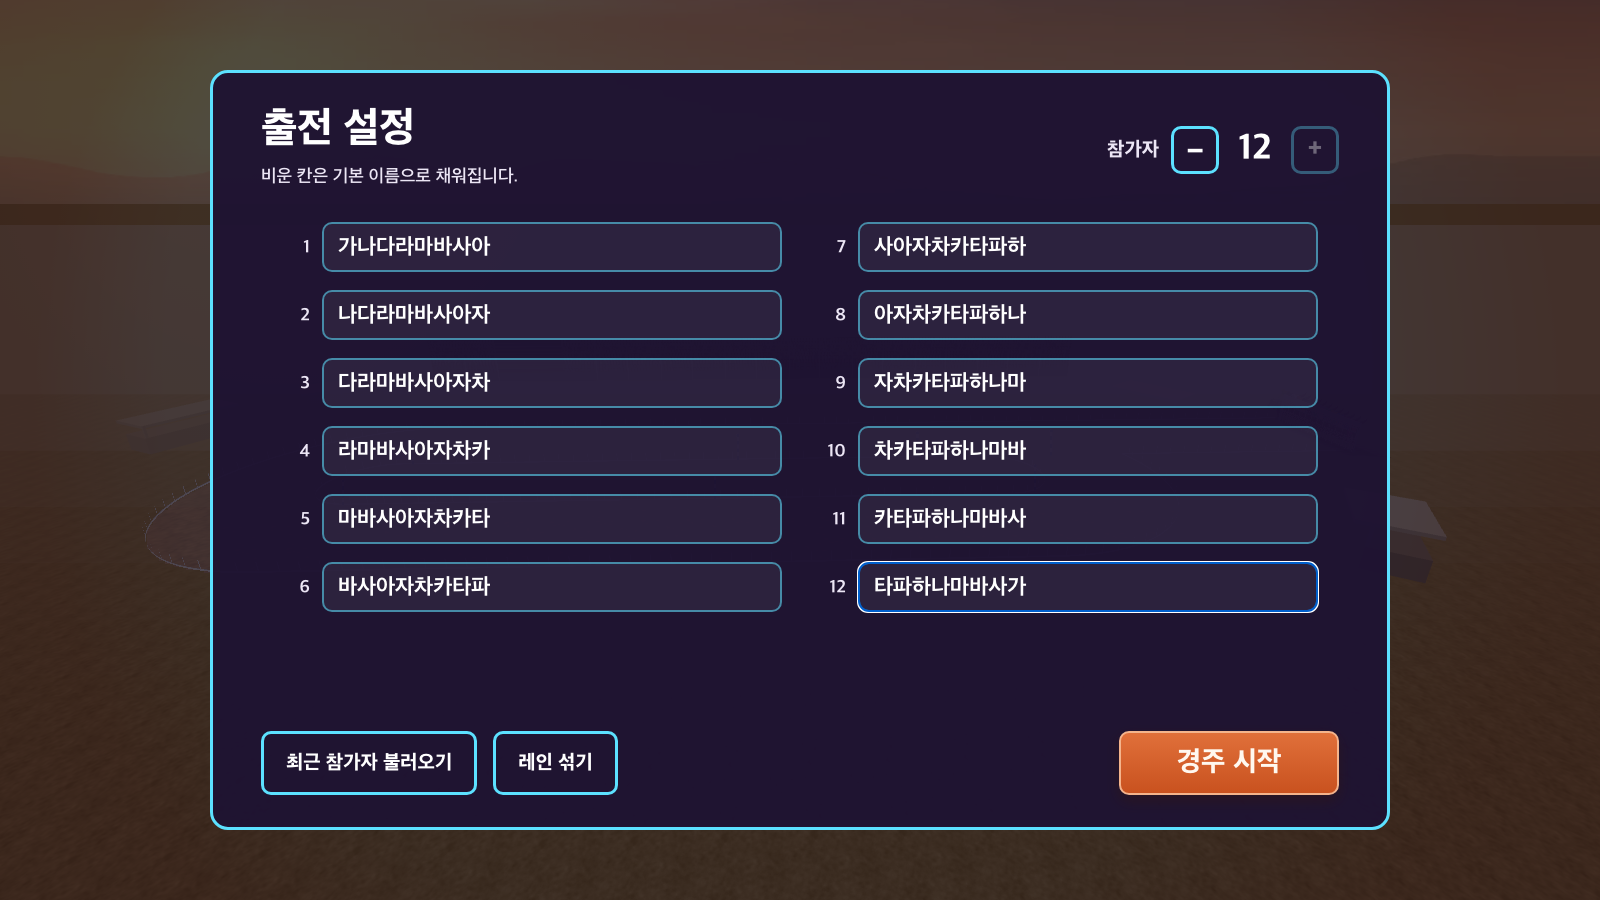 출전 설정
비운 칸은 기본 이름으로 채워집니다.
참가자 – 12 +
1 가나다라마바사아
2 나다라마바사아자
3 다라마바사아자차
4 라마바사아자차카
5 마바사아자차카타
6 바사아자차카타파
7 사아자차카타파하
8 아자차카타파하나
9 자차카타파하나마
10 차카타파하나마바
11 카타파하나마바사
12 타파하나마바사가
최근 참가자 불러오기
레인 섞기
경주 시작